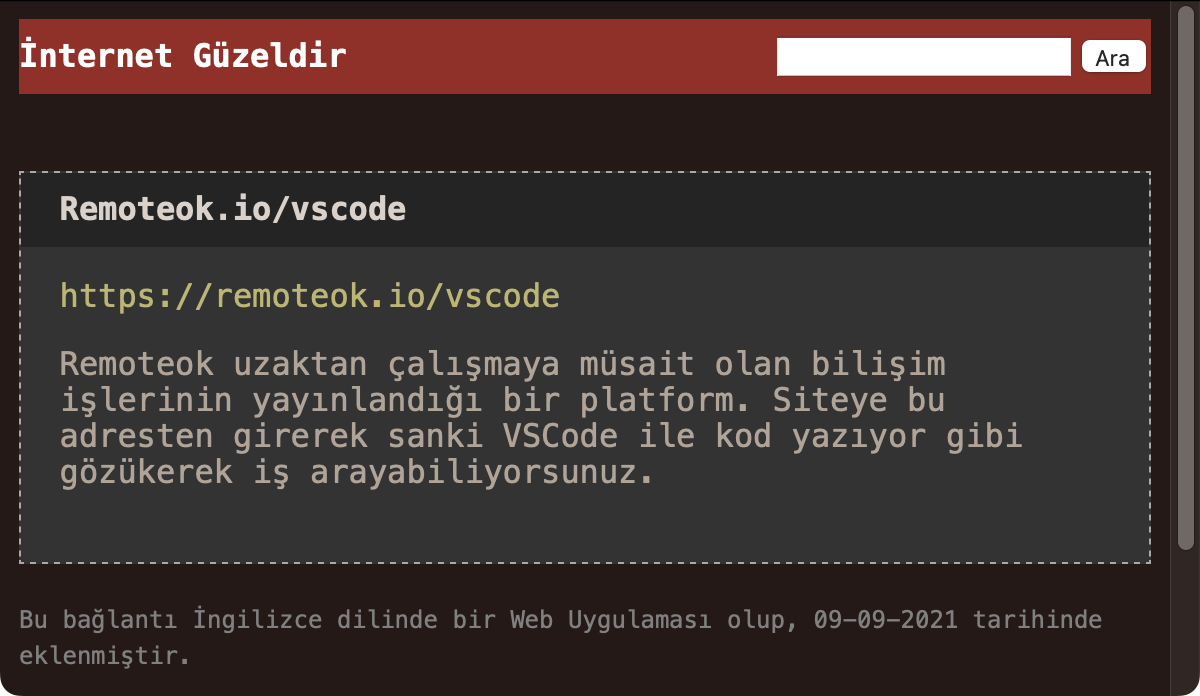 İnternet Güzeldir
Ara
Remoteok.io/vscode
https://remoteok.io/vscode
Remoteok uzaktan çalışmaya müsait olan bilişim
işlerinin yayınlandığı bir platform. Siteye bu
adresten girerek sanki VSCode ile kod yazıyor gibi
gözükerek iş arayabiliyorsunuz.
Bu bağlantı İngilizce dilinde bir Web Uygulaması olup, 09-09-2021 tarihinde
eklenmiştir.